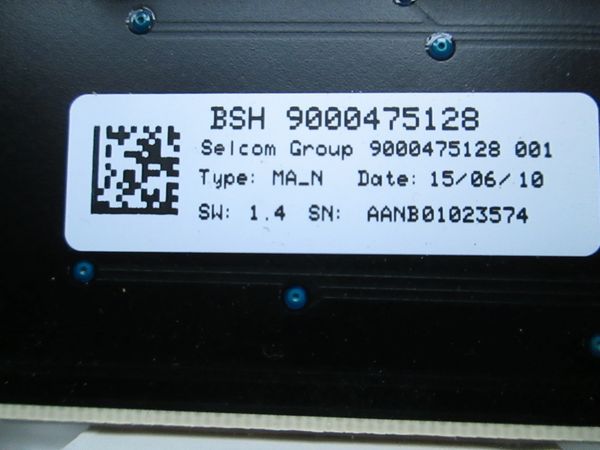 BSH 9000475128
Selcom Group 9000475128 001
Type: MA_N Date: 15/06/10
SW: 1.4 SN: AANB01023574